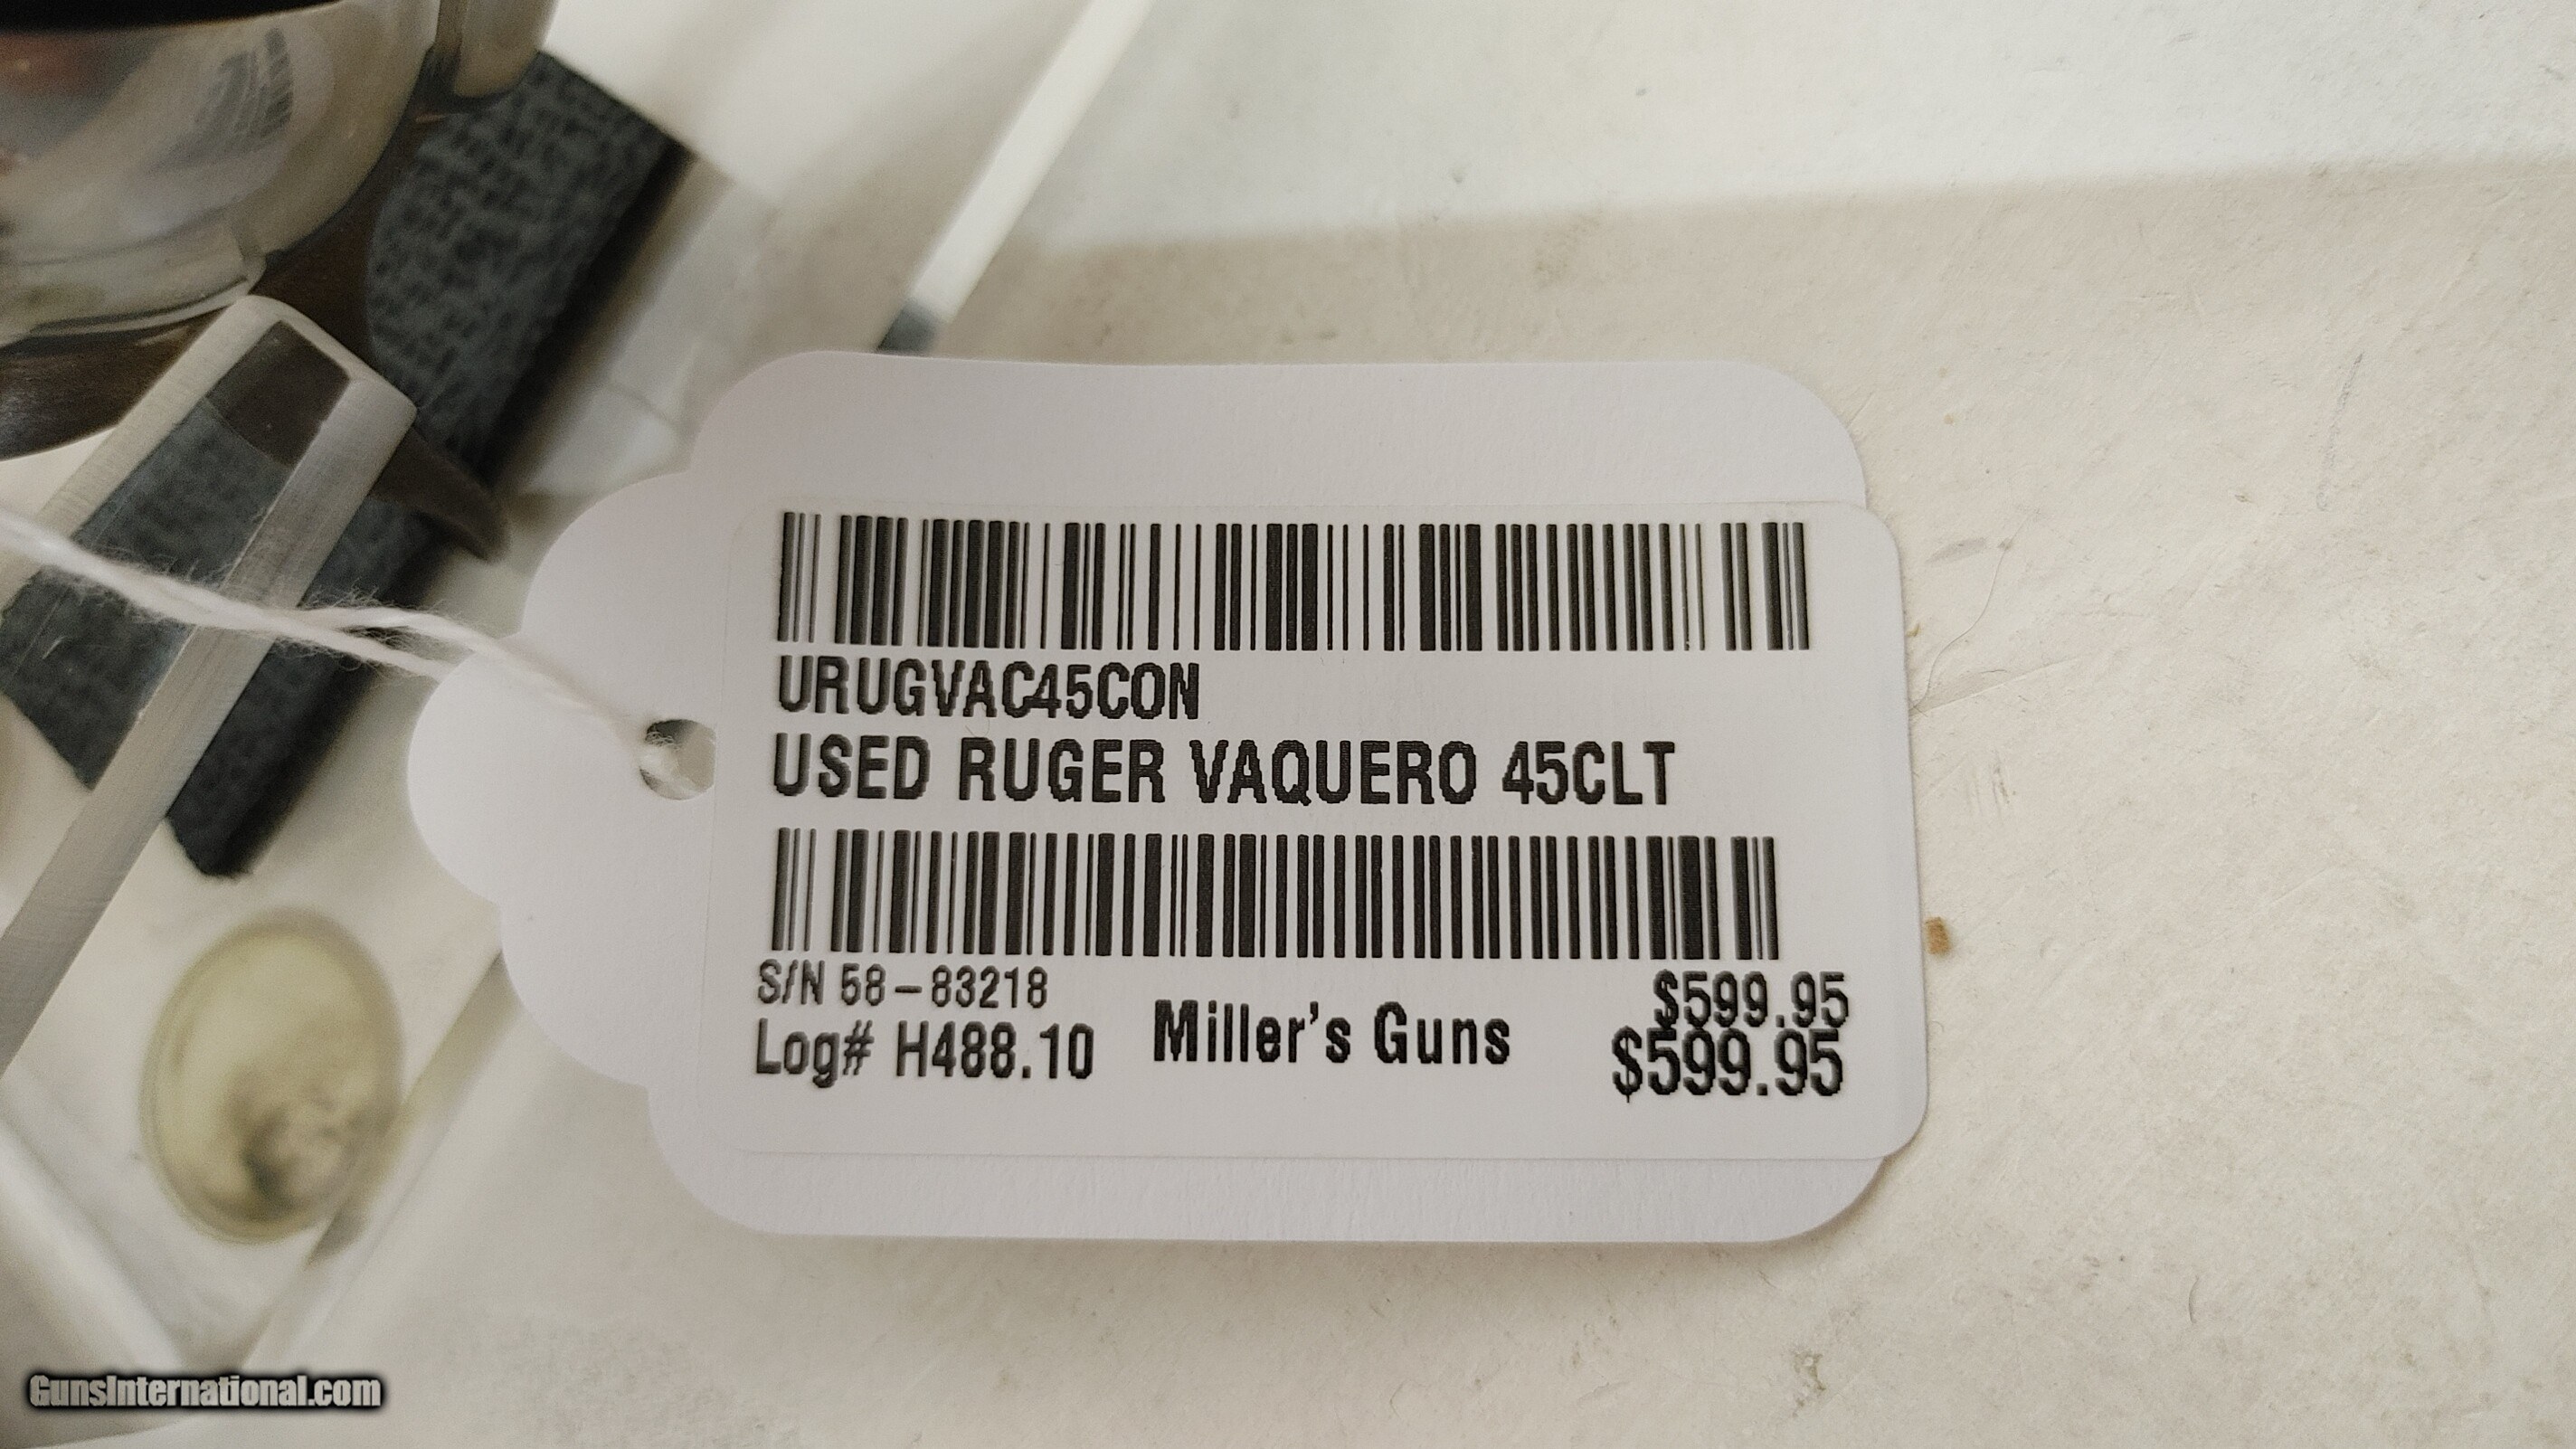 URUGVAC45CON
USED RUGER VAQUERO 45CLT
S/N 58-83218
$599.95
Log# H488.10
Miller's Guns
$599.95
GunsInternational.com